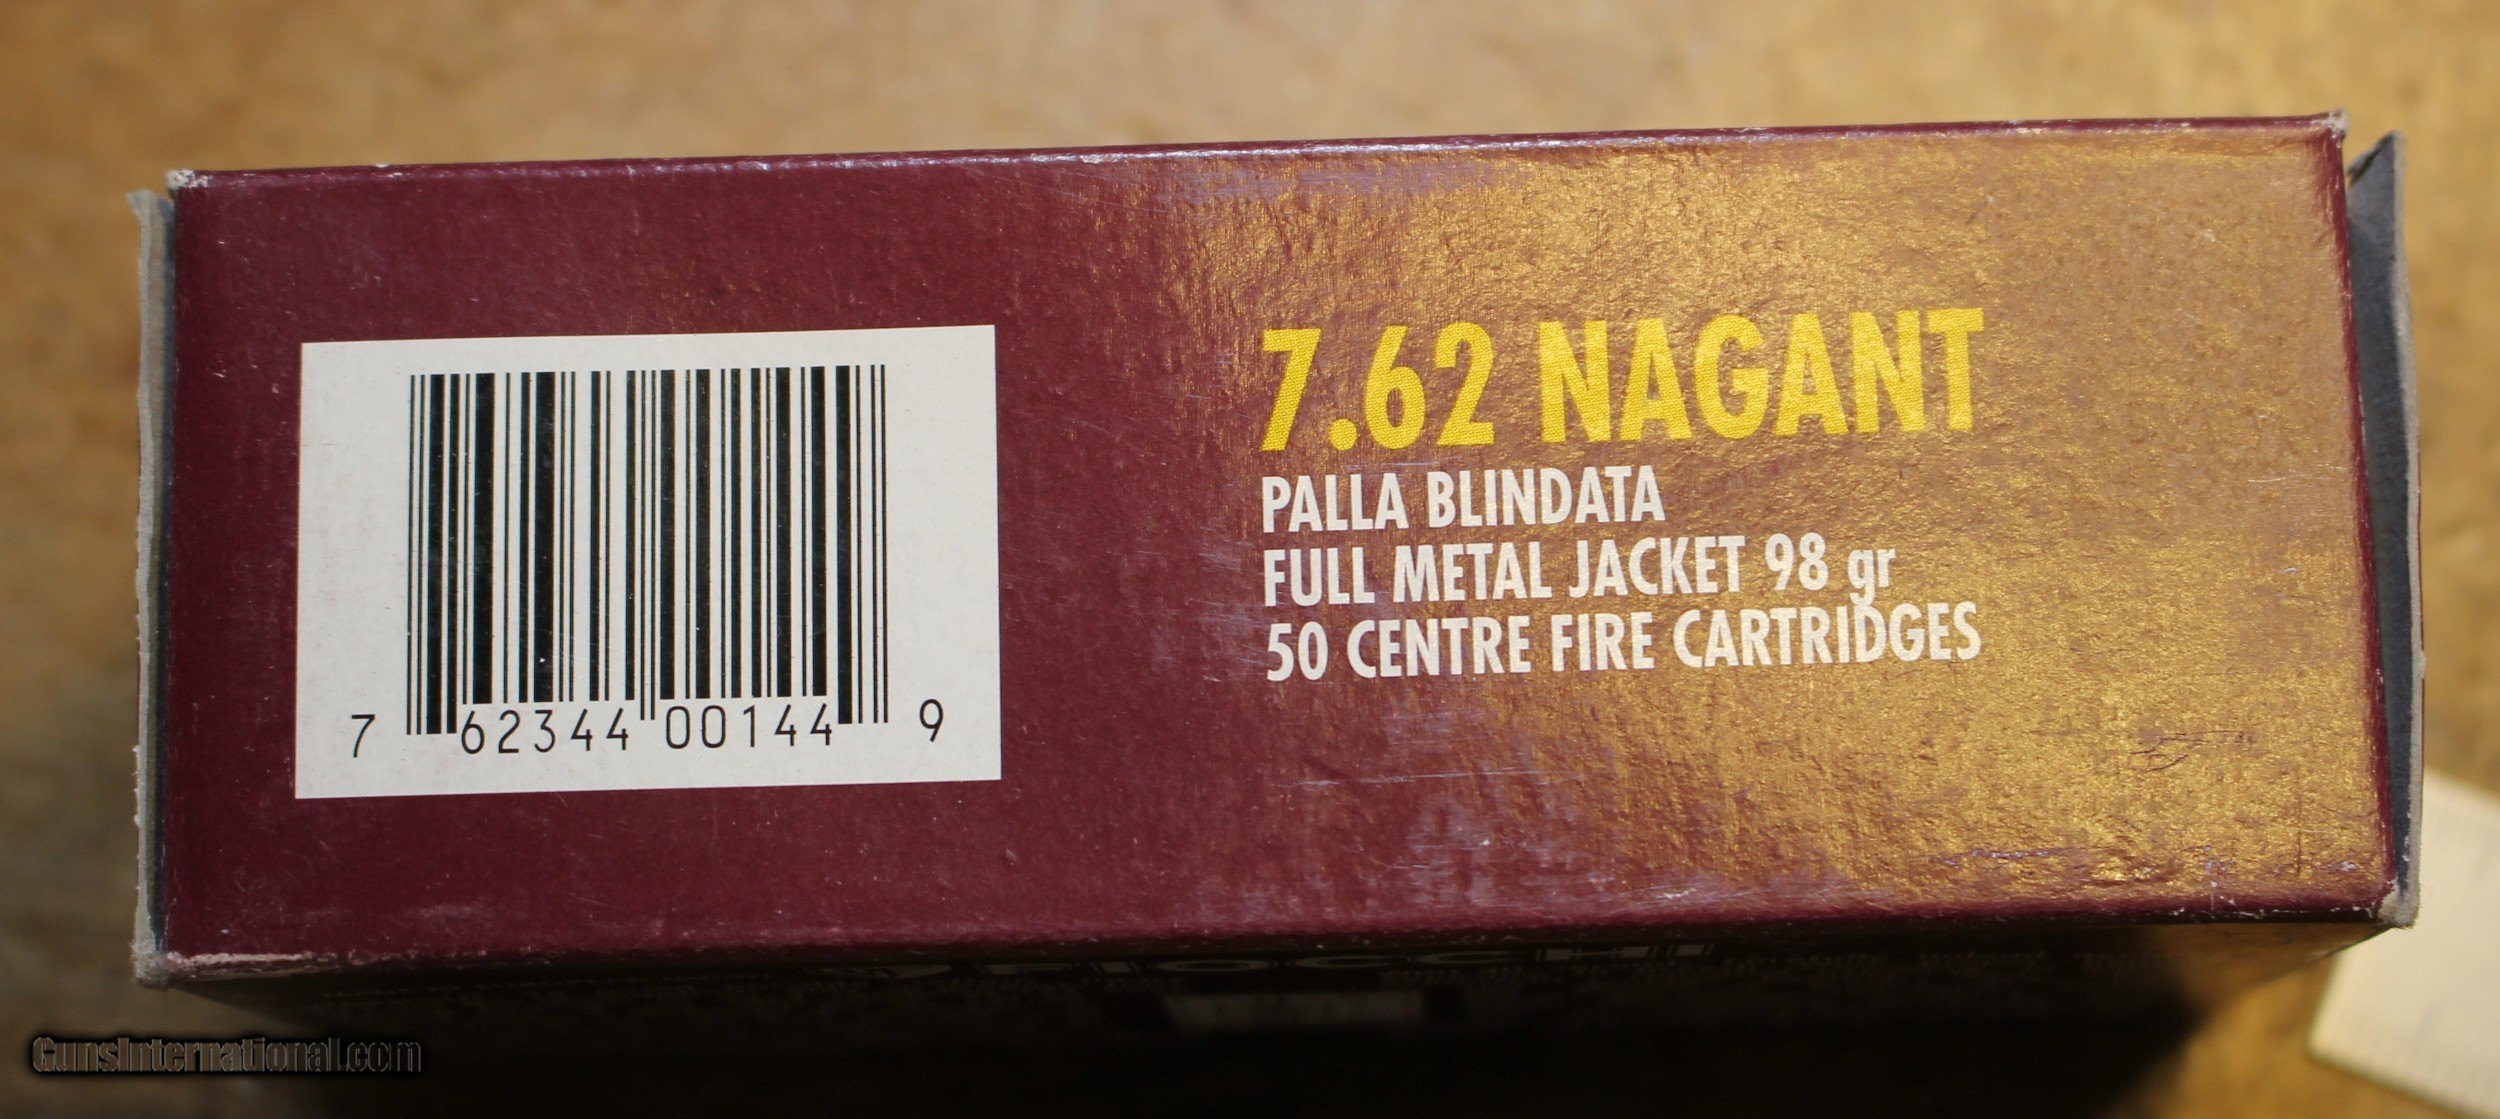 7.62 NAGANT
PALLA BLINDATA
FULL METAL JACKET 98 gr
50 CENTRE FIRE CARTRIDGES
7 62344 00144 9
FIOCCHI
GunsInternational.com